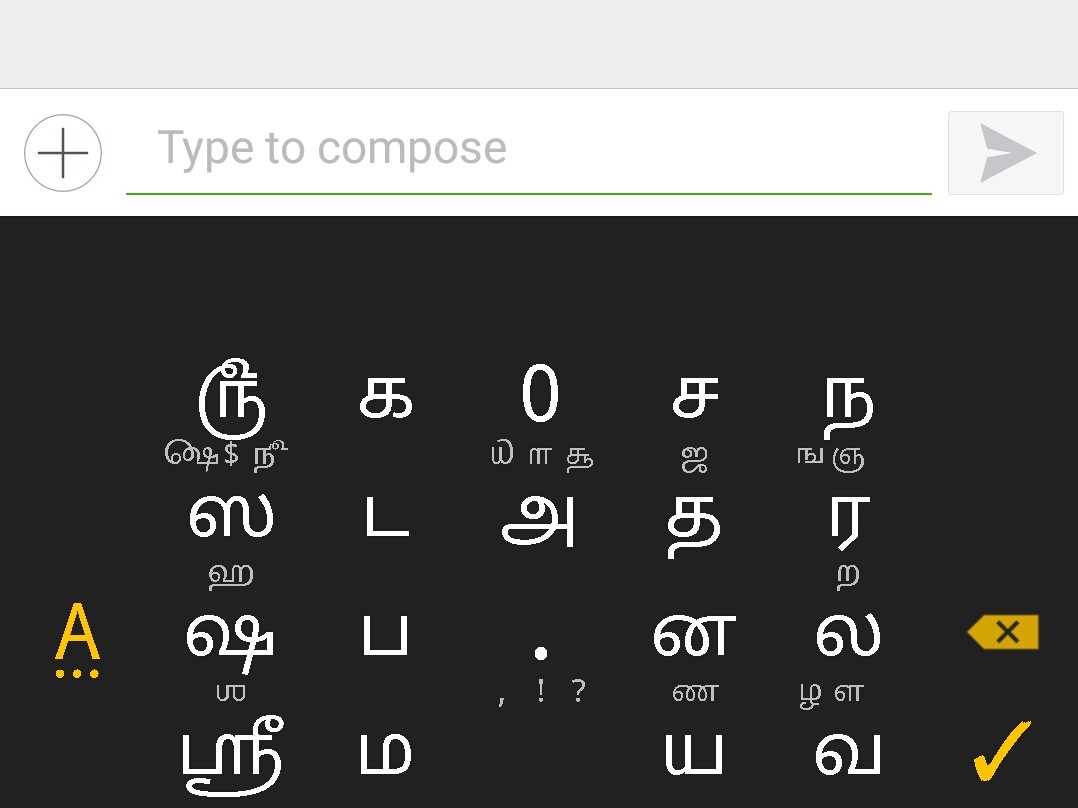 ௹ க 0 ச ந
௸ $ ௺ ௰ ௱ ௲ ஜ ங ஞ
ஸ ட அ த ர
ஹ ற
A ஷ ப . ன ல
ஶ , ! ? ண ழ ள
ஸ்ரீ ம ய வ
Type to compose